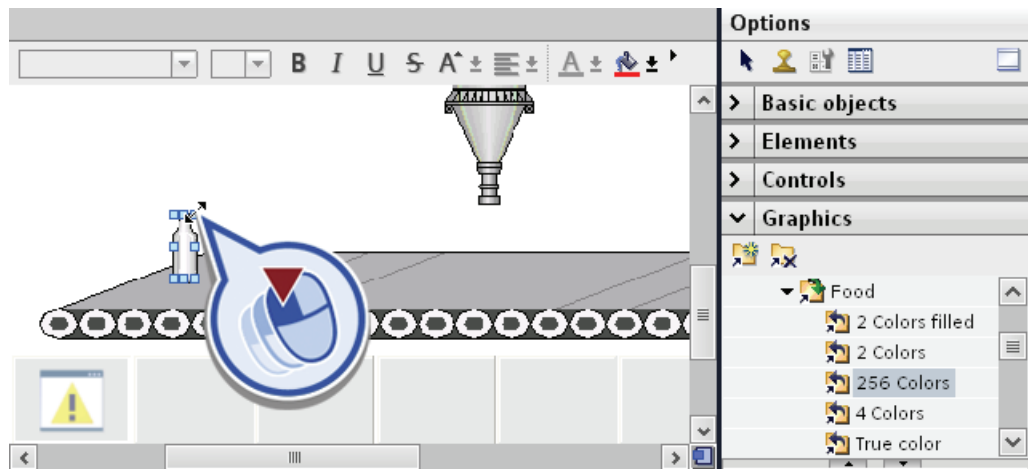 Options
B I U S A A
Basic objects
Elements
Controls
Graphics
Food
2 Colors filled
2 Colors
256 Colors
4 Colors
True color